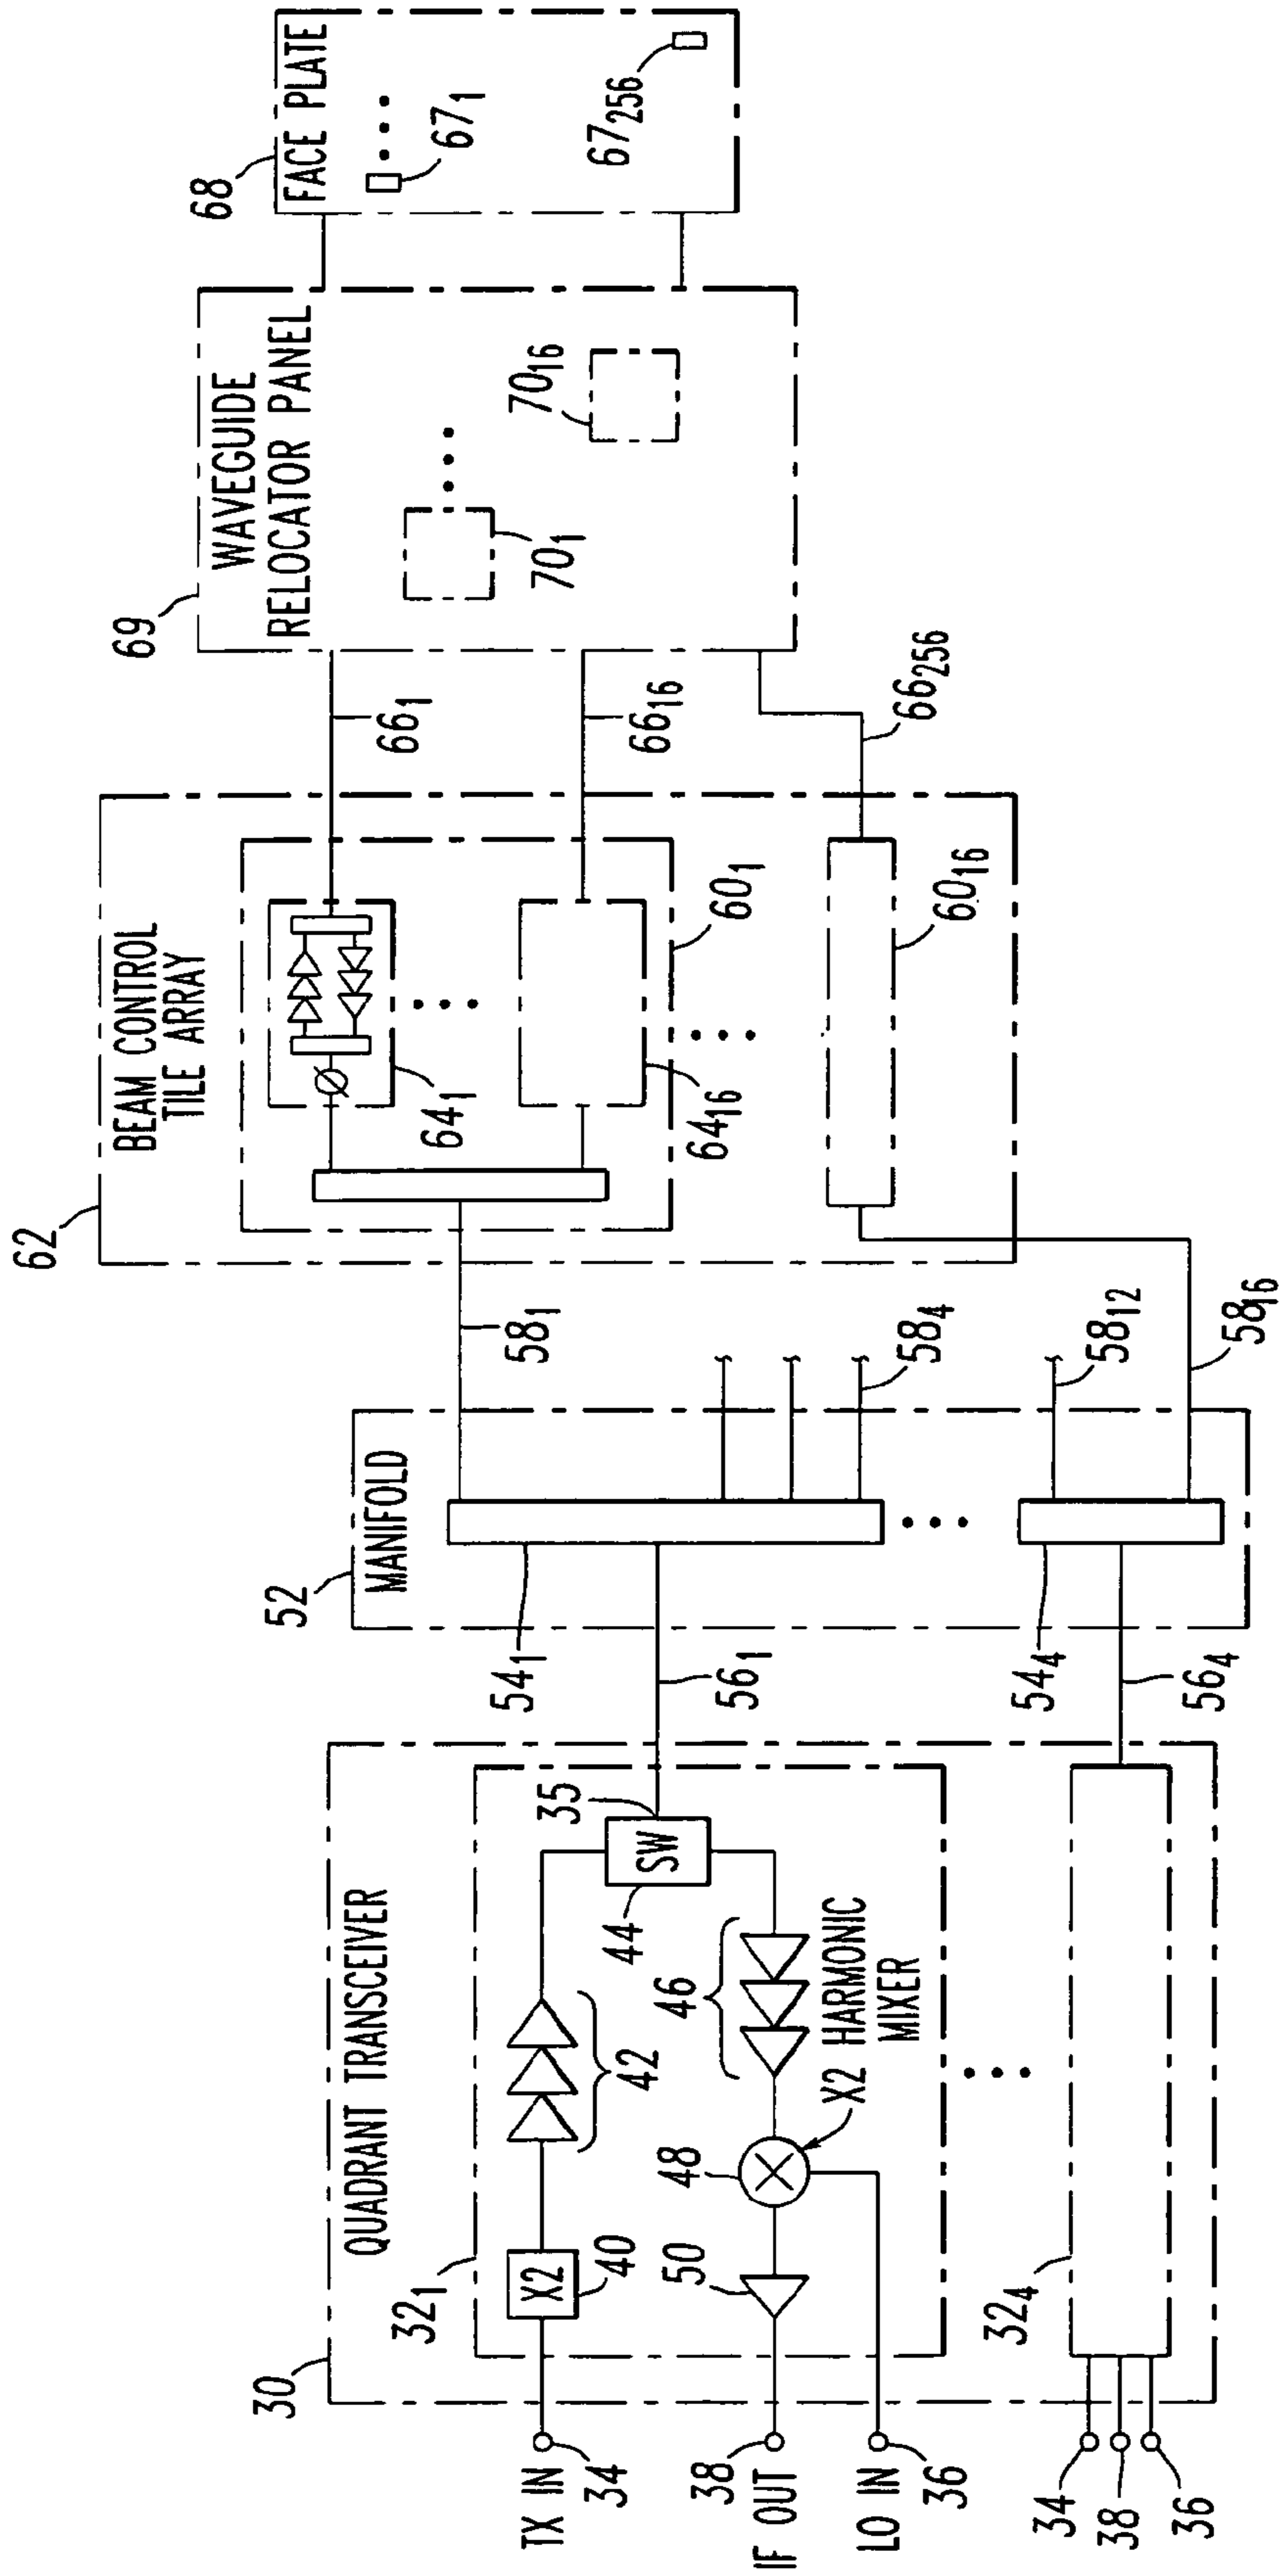 30
QUADRANT TRANSCEIVER
32₁
TX IN
34
X2
40
42
SW
44
35
IF OUT
38
50
48
46
X2 HARMONIC
MIXER
LO IN
36
32₄
34
38
36
56₁
56₄
52
MANIFOLD
54₁
54₄
58₁
58₄
58₁₂
58₁₆
62
BEAM CONTROL
TILE ARRAY
64₁
64₁₆
60₁
60₁₆
66₁
66₁₆
66₂₅₆
69
WAVEGUIDE
RELOCATOR PANEL
70₁
70₁₆
68
FACE PLATE
67₁
67₂₅₆